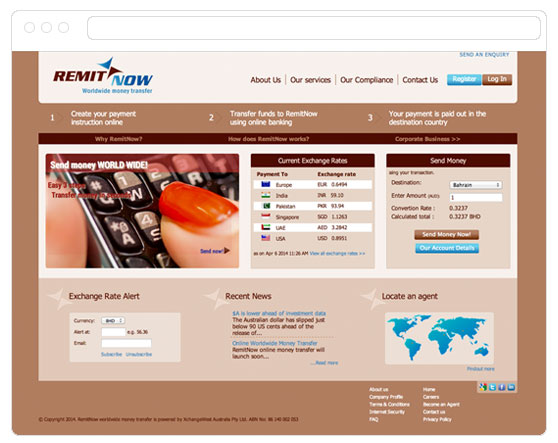 SEND AN ENQUIRY
REMIT NOW
Worldwide money transfer
About Us
Our services
Our Compliance
Contact Us
Register
Log In
1 Create your payment
instruction online
2 Transfer funds to RemitNow
using online banking
3 Your payment is paid out in the
destination country
Why RemitNow?
How does RemitNow works?
Corporate Business >>
Send money WORLD WIDE!
Easy 3 steps
Transfer money in
Send now!
Current Exchange Rates
Payment To Exchange rate
Europe EUR 0.6494
India INR 59.10
Pakistan PKR 93.94
Singapore SGD 1.1263
UAE AED 3.2842
USA USD 0.8951
as on Apr 6 2014 11:26 AM View all exchange rates >>
Send Money
using your transaction.
Destination: Bahrain
Enter Amount (AUD): 1
Convertion Rate : 0.3237
Calculated total : 0.3237 BHD
Send Money Now!
Our Account Details
Exchange Rate Alert
Currency: BHD
Alert at: e.g. 56.36
Email:
Subscribe Unsubscribe
Recent News
$A is lower ahead of investment data
The Australian dollar has slipped just
below 90 US cents ahead of the
release of...
Online Worldwide Money Transfer
RemitNow online money transfer will
launch soon...
...Read more
Locate an agent
Find out more
About us
Company Profile
Terms & Conditions
Internet Security
FAQ
Home
Careers
Become an Agent
Contact us
Privacy Policy
© Copyright 2014. RemitNow worldwide money transfer is powered by XchangeWest Australia Pty Ltd. ABN No: